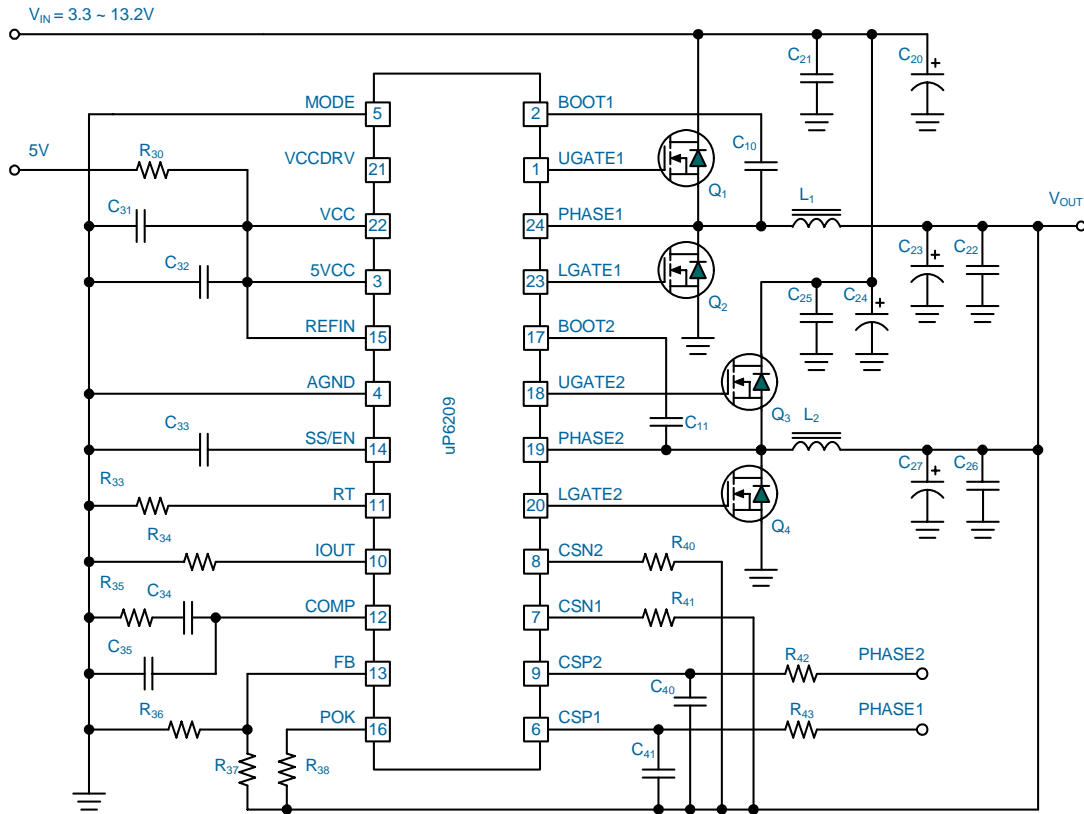 V_IN = 3.3 ~ 13.2V
C21
C20
MODE
5
2
BOOT1
5V
R30
VCCDRV
21
1
UGATE1
Q1
C10
C31
VCC
22
24
PHASE1
L1
VOUT
C32
5VCC
3
23
LGATE1
Q2
C23
C22
C25
C24
REFIN
15
17
BOOT2
AGND
4
18
UGATE2
Q3
C33
SS/EN
14
uP6209
19
PHASE2
C11
L2
C27
C26
R33
RT
11
20
LGATE2
Q4
R34
IOUT
10
8
CSN2
R40
R35
C34
COMP
12
7
CSN1
R41
C35
FB
13
9
CSP2
C40
R42
PHASE2
R36
POK
16
6
CSP1
R43
PHASE1
R37
R38
C41